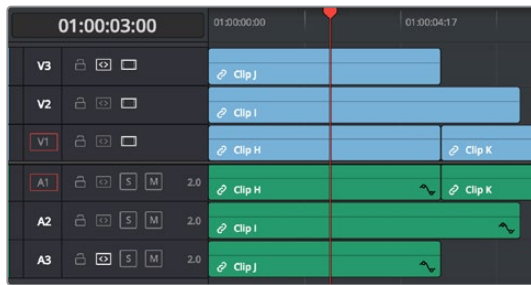 01:00:03:00 01:00:00:00 01:00:04:17
V3 Clip J
V2 Clip I
V1 Clip H Clip K
A1 S M 2.0 Clip H Clip K
A2 S M 2.0 Clip I
A3 S M 2.0 Clip J